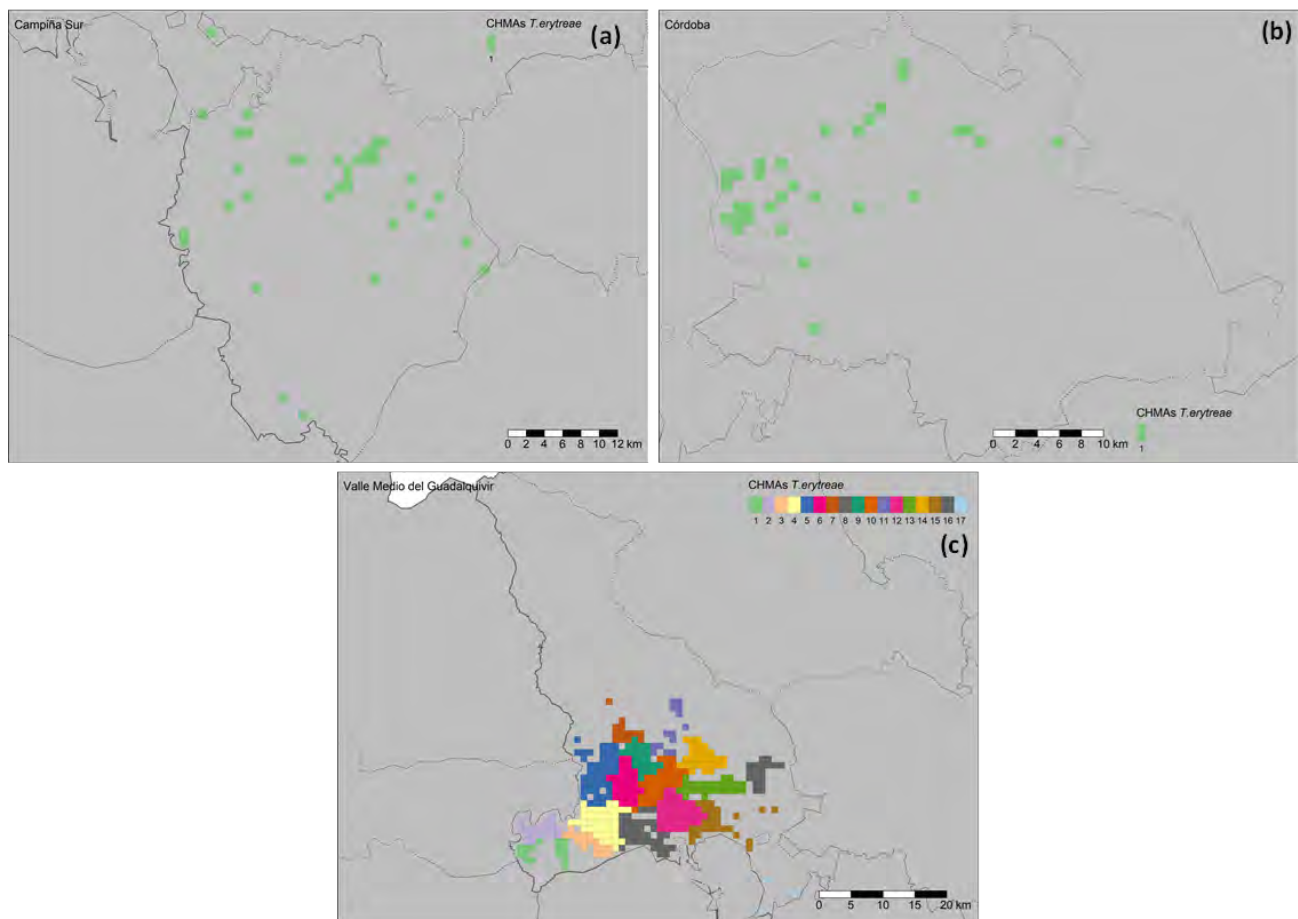 Campiña Sur
CHMAs T.erytreae
(a)
1
0 2 4 6 8 10 12 km
Córdoba
(b)
0 2 4 6 8 10 km
CHMAs T.erytreae
1
Valle Medio del Guadalquivir
CHMAs T.erytreae
1 2 3 4 5 6 7 8 9 10 11 12 13 14 15 16 17
(c)
0 5 10 15 20 km